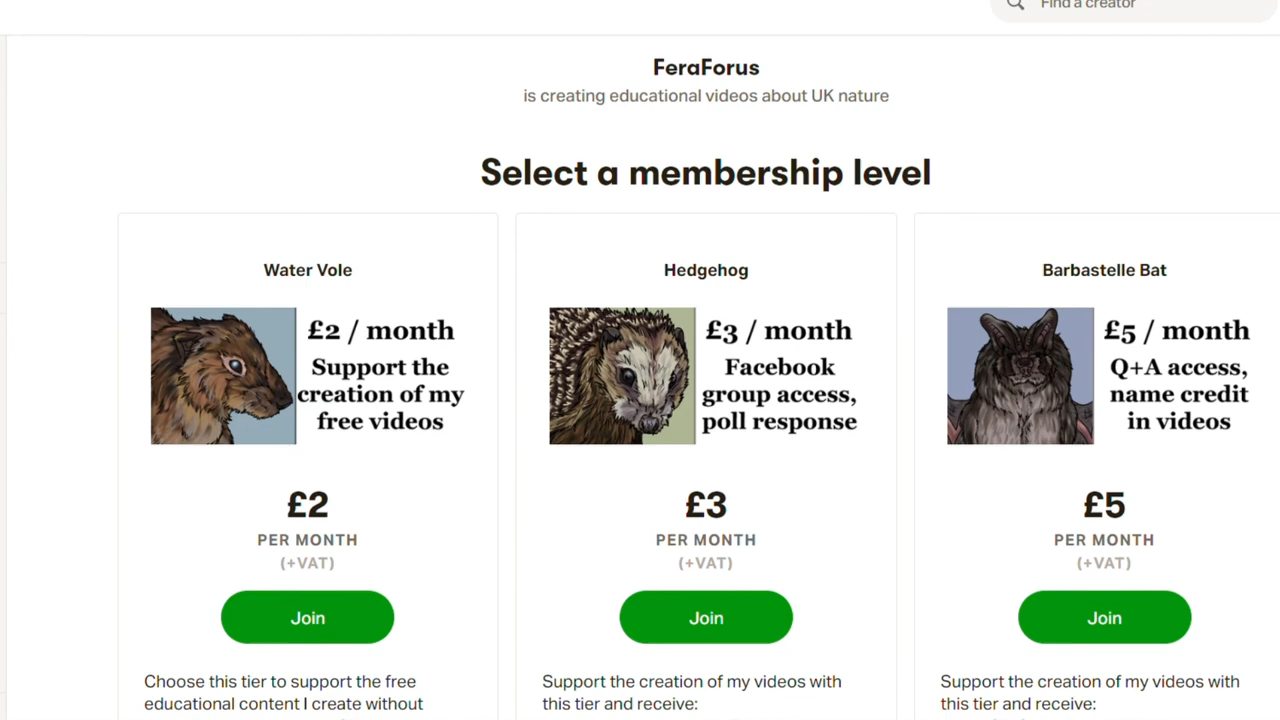 Find a creator
FeraForus
is creating educational videos about UK nature
Select a membership level
Water Vole
£2 / month
Support the
creation of my
free videos
£2
PER MONTH
(+VAT)
Join
Choose this tier to support the free
educational content I create without
Hedgehog
£3 / month
Facebook
group access,
poll response
£3
PER MONTH
(+VAT)
Join
Support the creation of my videos with
this tier and receive:
Barbastelle Bat
£5 / month
Q+A access,
name credit
in videos
£5
PER MONTH
(+VAT)
Join
Support the creation of my videos with
this tier and receive: